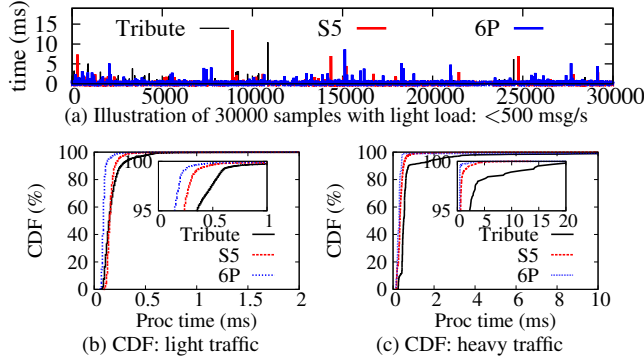 Tribute S5 6P
time (ms)
15
10
5
0
0 5000 10000 15000 20000 25000 30000
(a) Illustration of 30000 samples with light load: <500 msg/s
CDF (%)
100
80
60
40
20
0
100
95
0 0.5 1
Tribute
S5
6P
0 0.5 1 1.5 2
Proc time (ms)
(b) CDF: light traffic
CDF (%)
100
80
60
40
20
0
100
95
0 5 10 15 20
Tribute
S5
6P
0 2 4 6 8 10
Proc time (ms)
(c) CDF: heavy traffic